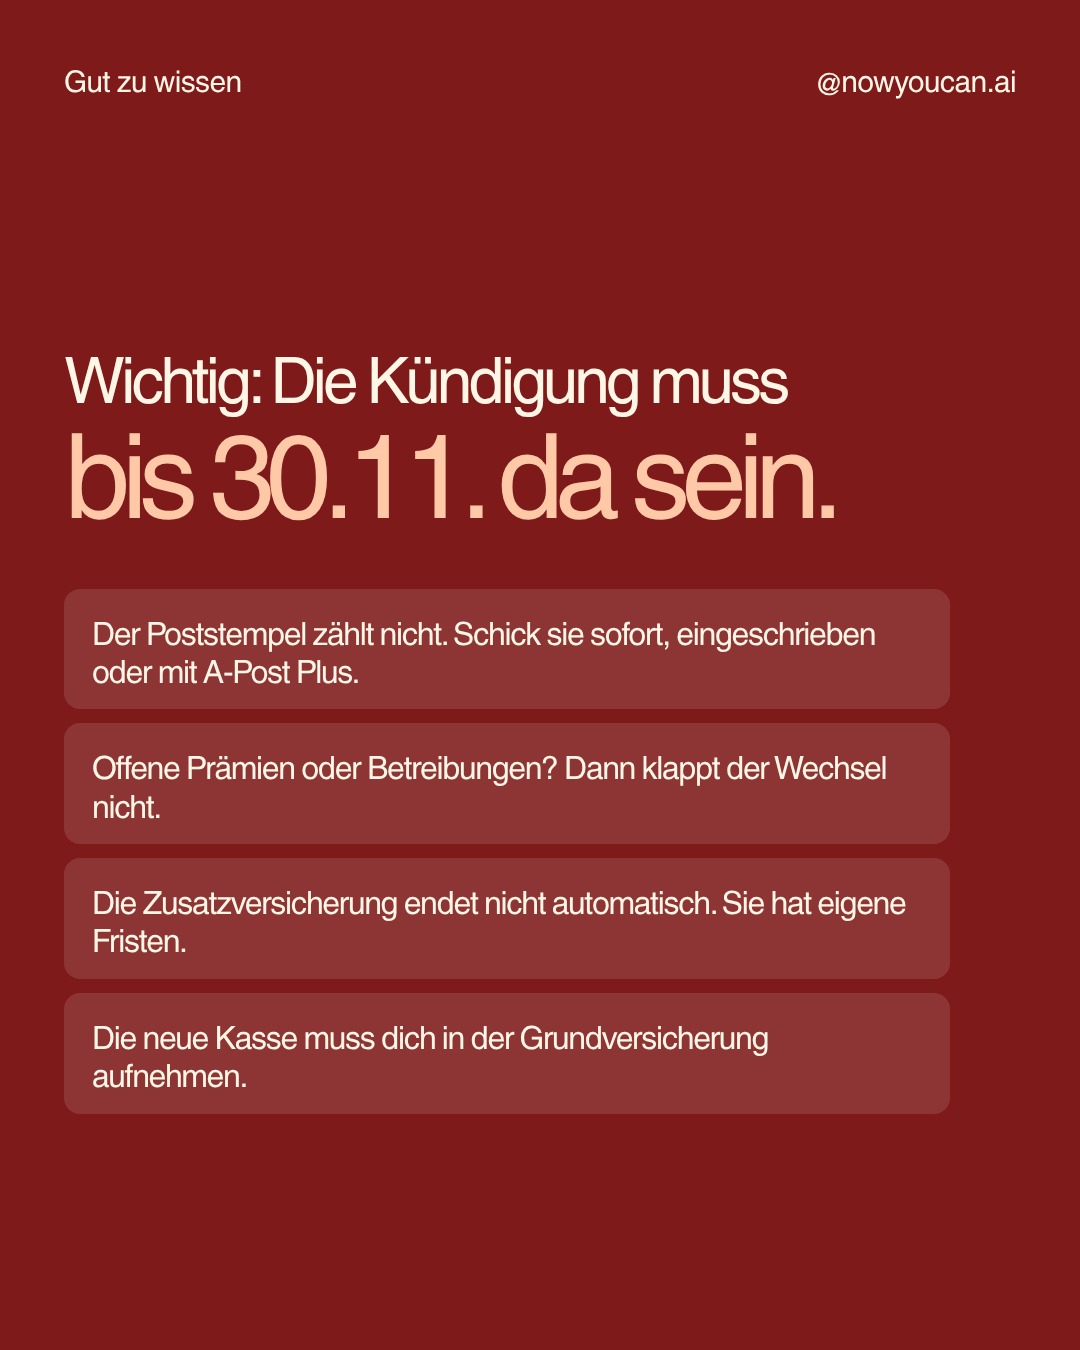 Gut zu wissen
@nowyoucan.ai
Wichtig: Die Kündigung muss
bis 30.11. da sein.
Der Poststempel zählt nicht. Schick sie sofort, eingeschrieben
oder mit A-Post Plus.
Offene Prämien oder Betreibungen? Dann klappt der Wechsel
nicht.
Die Zusatzversicherung endet nicht automatisch. Sie hat eigene
Fristen.
Die neue Kasse muss dich in der Grundversicherung
aufnehmen.